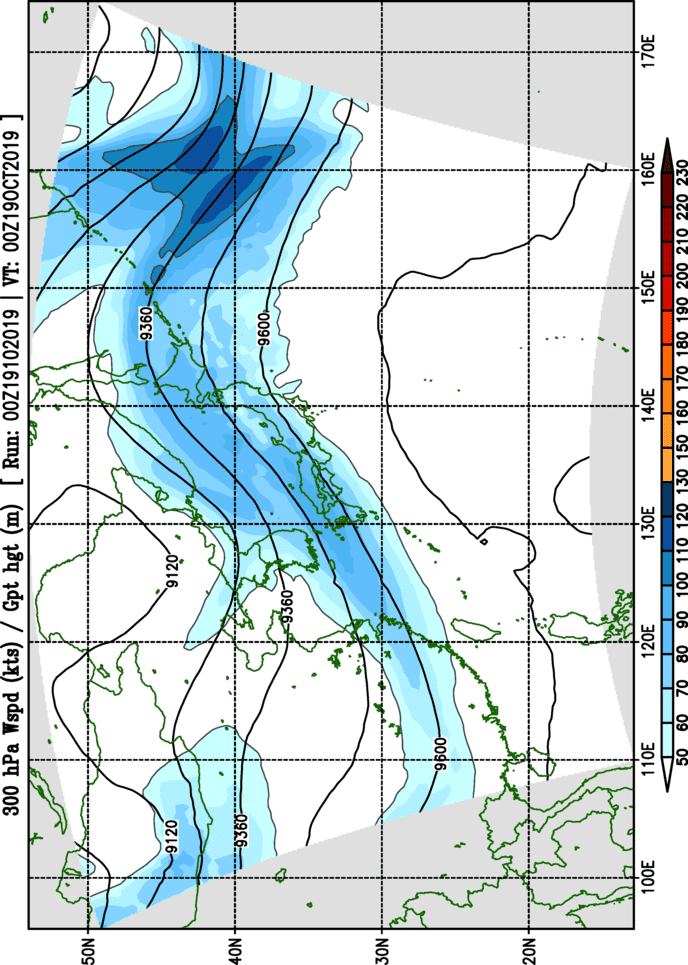 300 hPa Wspd (kts) / Gpt hgt (m) [ Run: 00Z19102019 | VT: 00Z19OCT2019 ]
50N
9360
9120
9120
40N
9360
9600
9360
30N
9600
20N
100E 110E 120E 130E 140E 150E 160E 170E
50 60 70 80 90 100 110 120 130 140 150 160 170 180 190 200 210 220 230